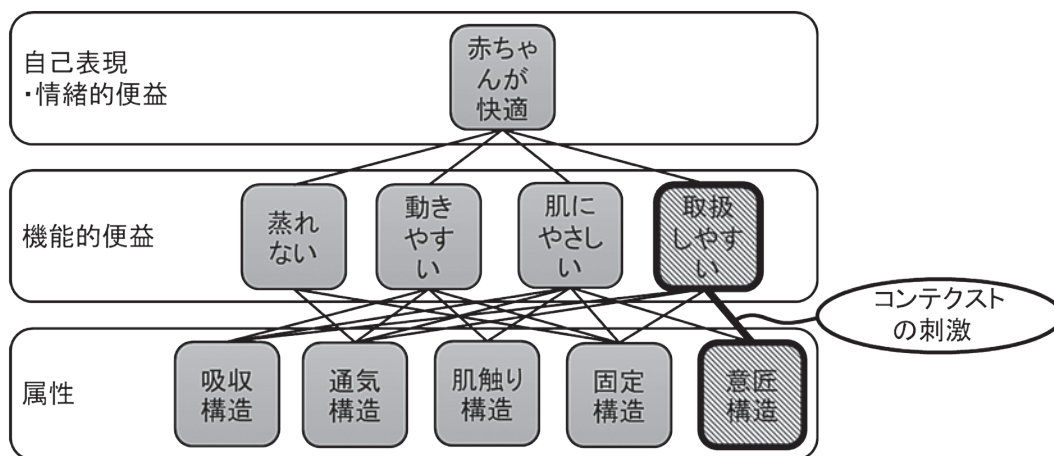 自己表現
・情緒的便益
赤ちゃ
んが
快適
機能的便益
蒸れ
ない
動き
やす
い
肌に
やさし
い
取扱
しやす
い
コンテクスト
の刺激
属性
吸収
構造
通気
構造
肌触り
構造
固定
構造
意匠
構造